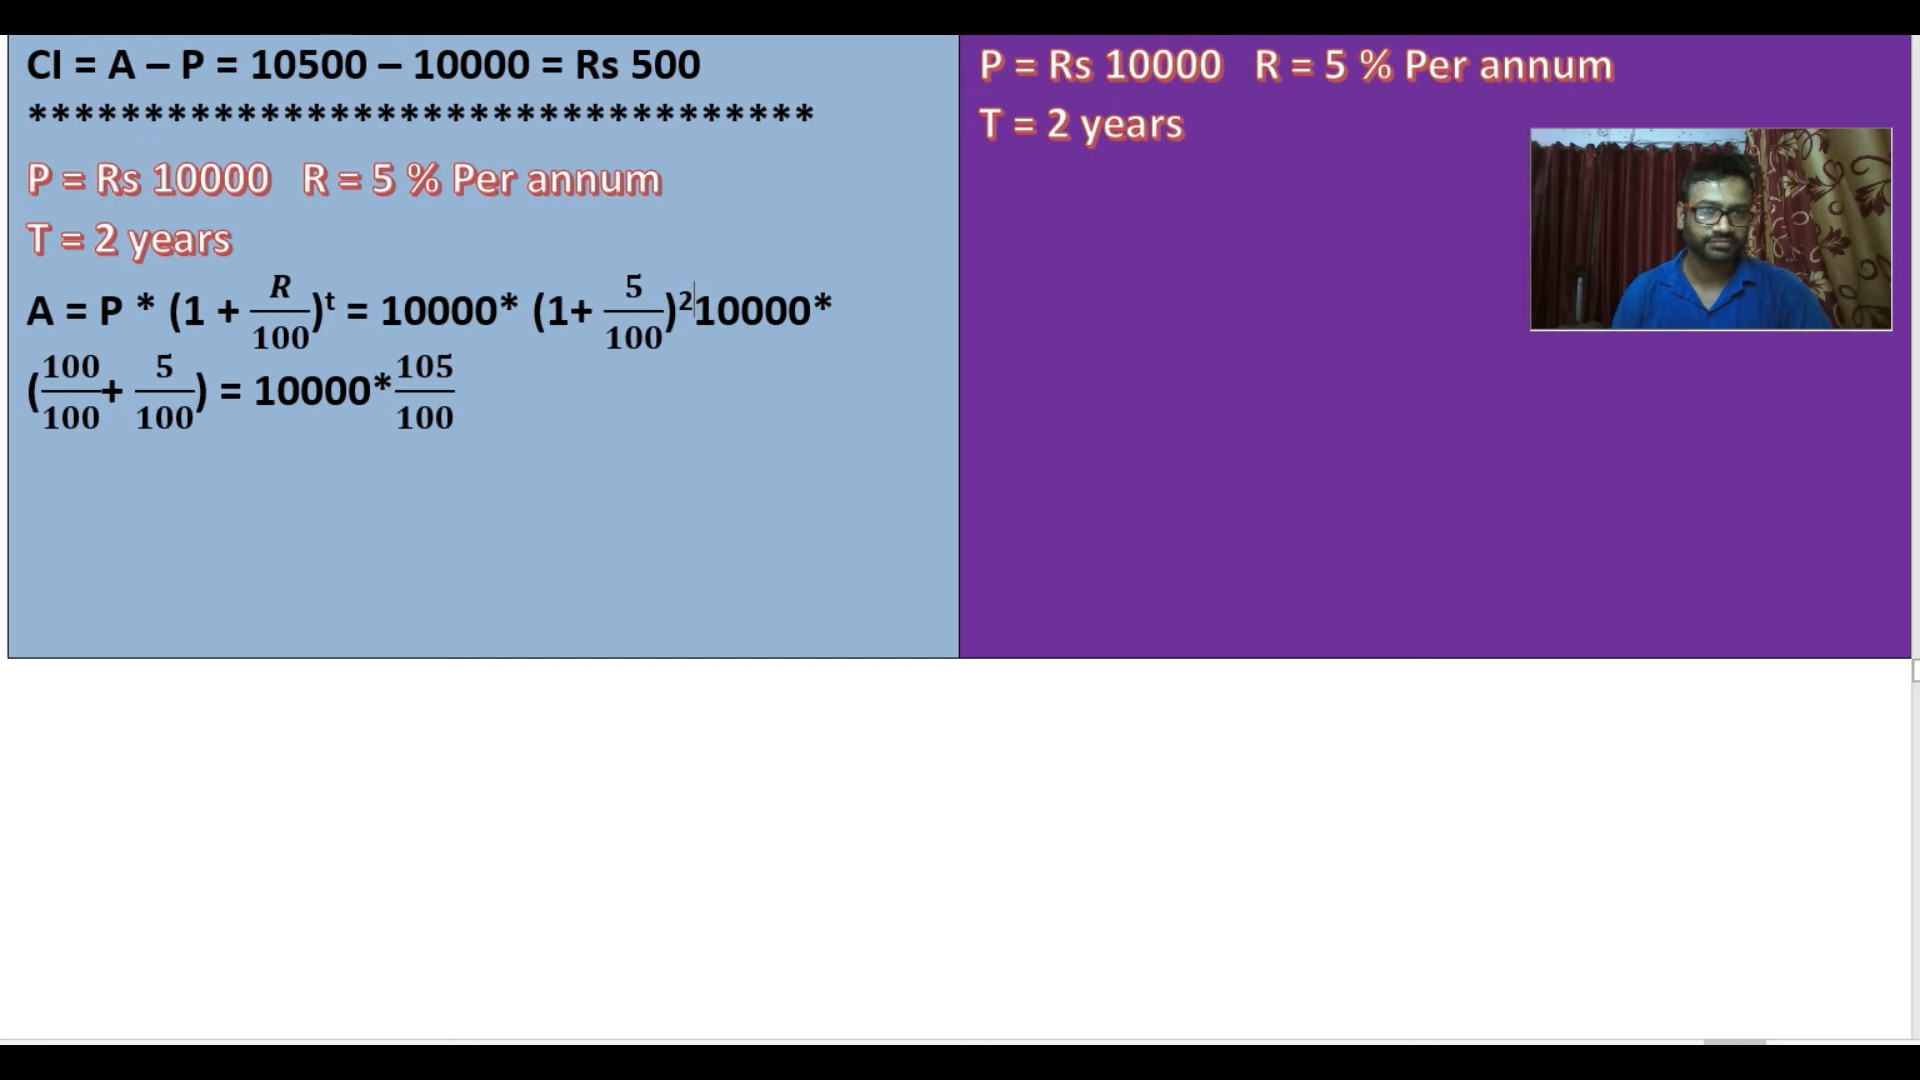 CI = A – P = 10500 – 10000 = Rs 500
**********************************
P = Rs 10000 R = 5 % Per annum
T = 2 years
A = P * (1 + R/100)^t = 10000* (1+ 5/100)^2 10000*
(100/100+ 5/100) = 10000*105/100
P = Rs 10000 R = 5 % Per annum
T = 2 years